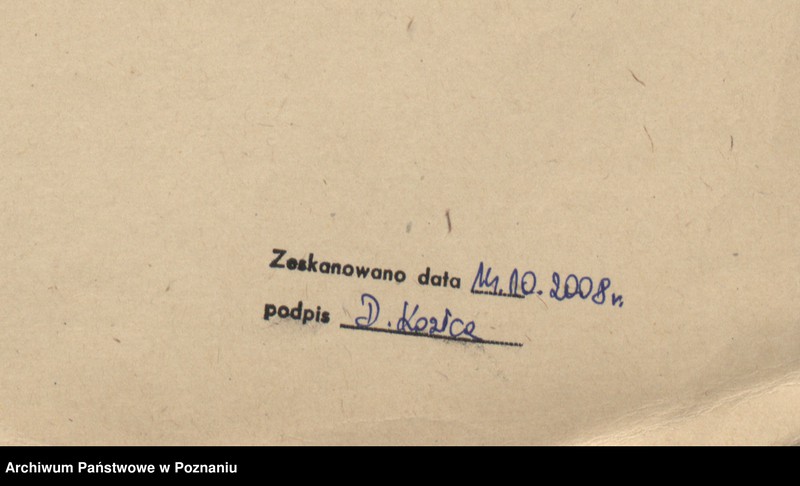 Zeskanowano data 14.10.2008 r.
podpis D. Kozica
Archiwum Państwowe w Poznaniu